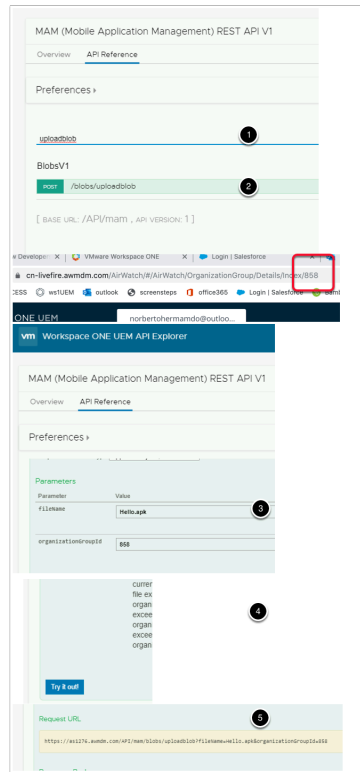 MAM (Mobile Application Management) REST API V1
Overview API Reference
Preferences ›
uploadblob
1
BlobsV1
POST /blobs/uploadblob
2
[ BASE URL: /API/mam , API VERSION: 1 ]
e Developer X VMware Workspace ONE X Login | Salesforce X
cn-livefire.awmdm.com/AirWatch/#/AirWatch/OrganizationGroup/Details/Index/858
CESS ws1UEM outlook screensteps office365 Login | Salesforce
ONE UEM norbertohermamdo@outloo...
vm Workspace ONE UEM API Explorer
MAM (Mobile Application Management) REST API V1
Overview API Reference
Preferences ›
Parameters
Parameter Value
fileName Hello.apk
3
organizationGroupId 858
curren
file ex
organ
excee
organ
excee
organ
4
Try it out!
Request URL
5
https://as1276.awmdm.com/API/mam/blobs/uploadblob?fileName=Hello.apk&organizationGroupId=858